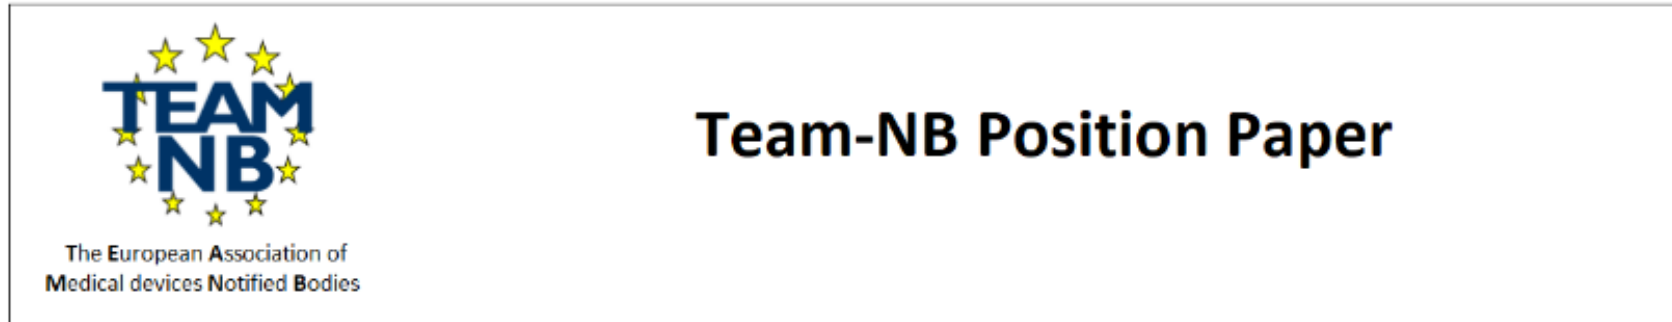 TEAM
NB
The European Association of
Medical devices Notified Bodies
Team-NB Position Paper